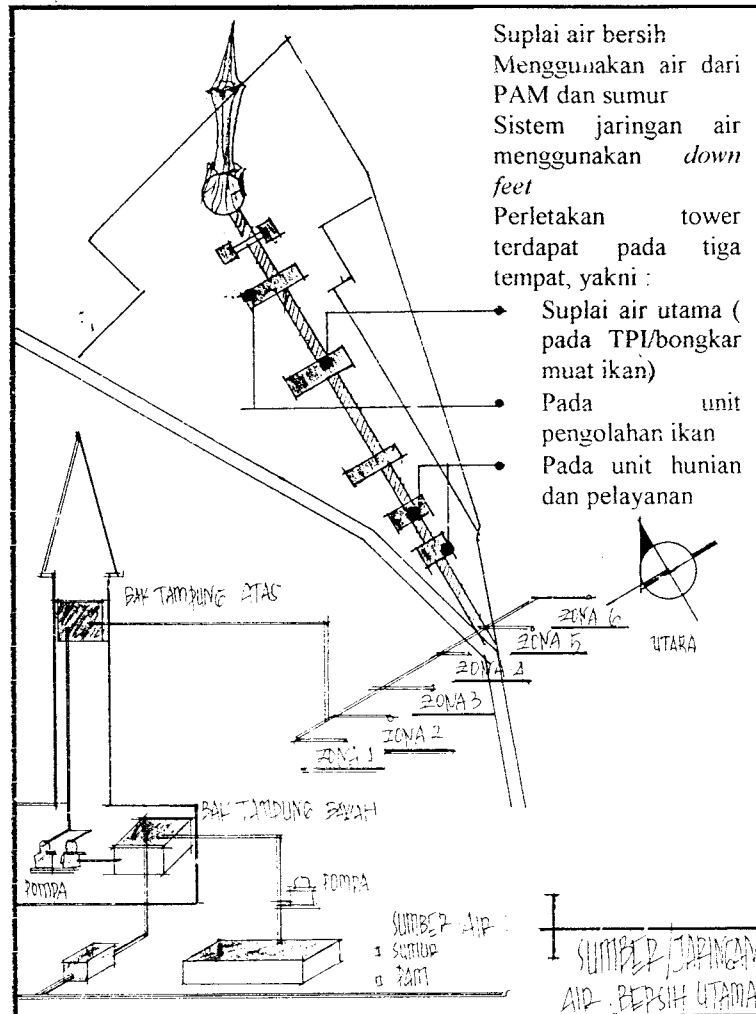 Suplai air bersih
Menggunakan air dari
PAM dan sumur
Sistem jaringan air
menggunakan down
feet
Perletakan tower
terdapat pada tiga
tempat, yakni :
Suplai air utama (
pada TPI/bongkar
muat ikan)
Pada unit
pengolahan ikan
Pada unit hunian
dan pelayanan
UTARA
BAK TAMPUNG ATAS
ZONA 6
ZONA 5
ZONA 4
ZONA 3
ZONA 2
ZONA 1
BAK TAMPUNG BAWAH
POMPA
POMPA
SUMBER AIR :
SUMUR
PAM
SUMBER/JARINGAN
AIR BERSIH UTAMA